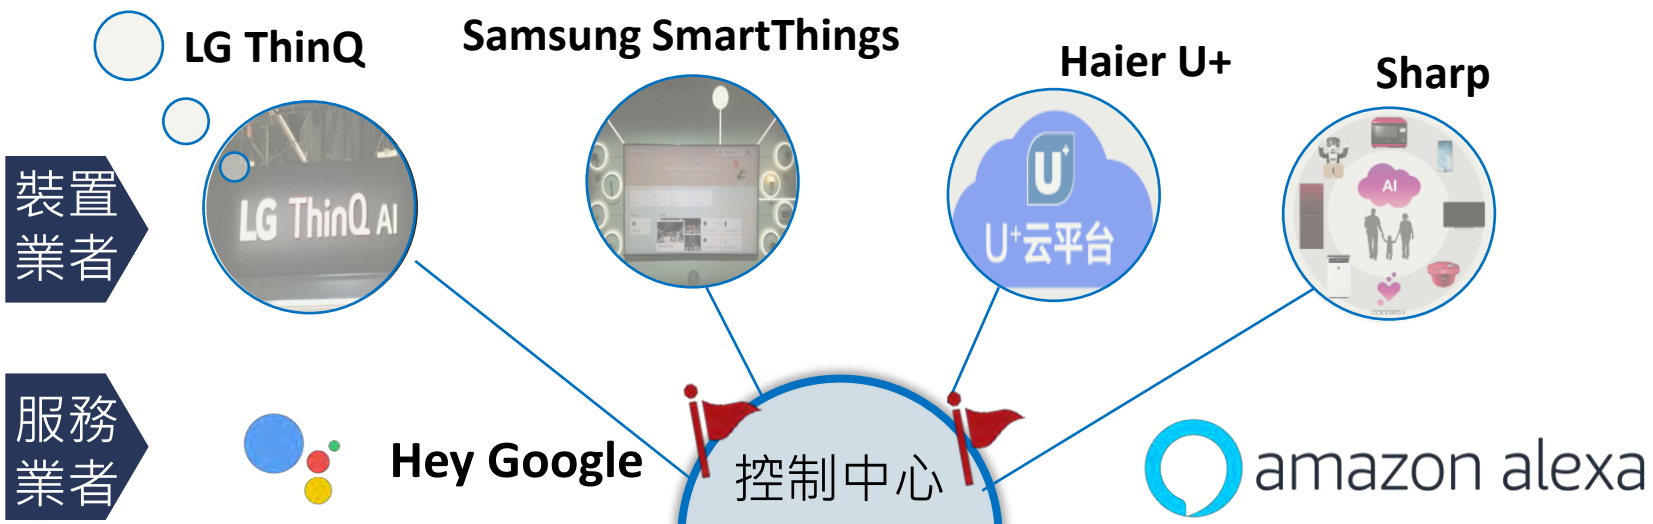 LG ThinQ
Samsung SmartThings
Haier U+
Sharp
裝置
業者
LG ThinQ AI
U+
U+云平台
AI
服務
業者
Hey Google
控制中心
amazon alexa